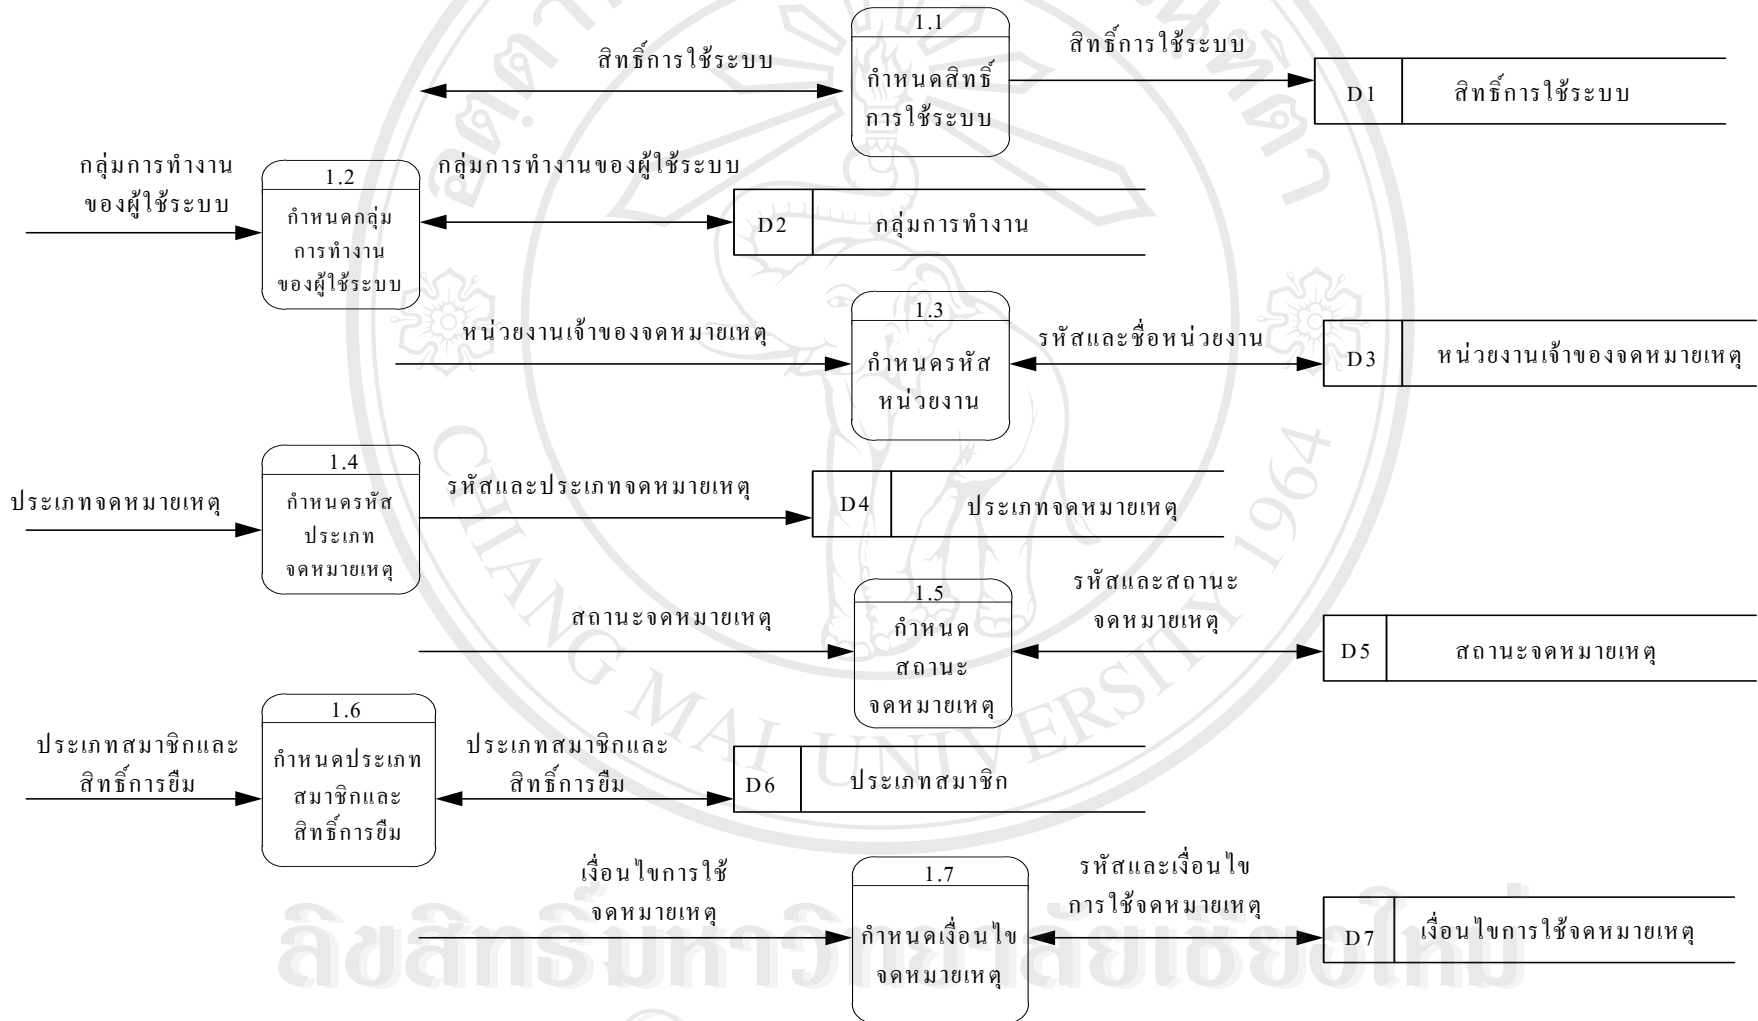 1.1
สิทธิ์การใช้ระบบ
กำหนดสิทธิ์
การใช้ระบบ
สิทธิ์การใช้ระบบ
D1
สิทธิ์การใช้ระบบ
กลุ่มการทำงาน
ของผู้ใช้ระบบ
1.2
กำหนดกลุ่ม
การทำงาน
ของผู้ใช้ระบบ
กลุ่มการทำงานของผู้ใช้ระบบ
D2
กลุ่มการทำงาน
หน่วยงานเจ้าของจดหมายเหตุ
1.3
กำหนดรหัส
หน่วยงาน
รหัสและชื่อหน่วยงาน
D3
หน่วยงานเจ้าของจดหมายเหตุ
ประเภทจดหมายเหตุ
1.4
กำหนดรหัส
ประเภท
จดหมายเหตุ
รหัสและประเภทจดหมายเหตุ
D4
ประเภทจดหมายเหตุ
สถานะจดหมายเหตุ
1.5
กำหนด
สถานะ
จดหมายเหตุ
รหัสและสถานะ
จดหมายเหตุ
D5
สถานะจดหมายเหตุ
ประเภทสมาชิกและ
สิทธิ์การยืม
1.6
กำหนดประเภท
สมาชิกและ
สิทธิ์การยืม
ประเภทสมาชิกและ
สิทธิ์การยืม
D6
ประเภทสมาชิก
เงื่อนไขการใช้
จดหมายเหตุ
1.7
กำหนดเงื่อนไข
จดหมายเหตุ
รหัสและเงื่อนไข
การใช้จดหมายเหตุ
D7
เงื่อนไขการใช้จดหมายเหตุ
CHIANG MAI UNIVERSITY 1964
ลิขสิทธิ์มหาวิทยาลัยเชียงใหม่